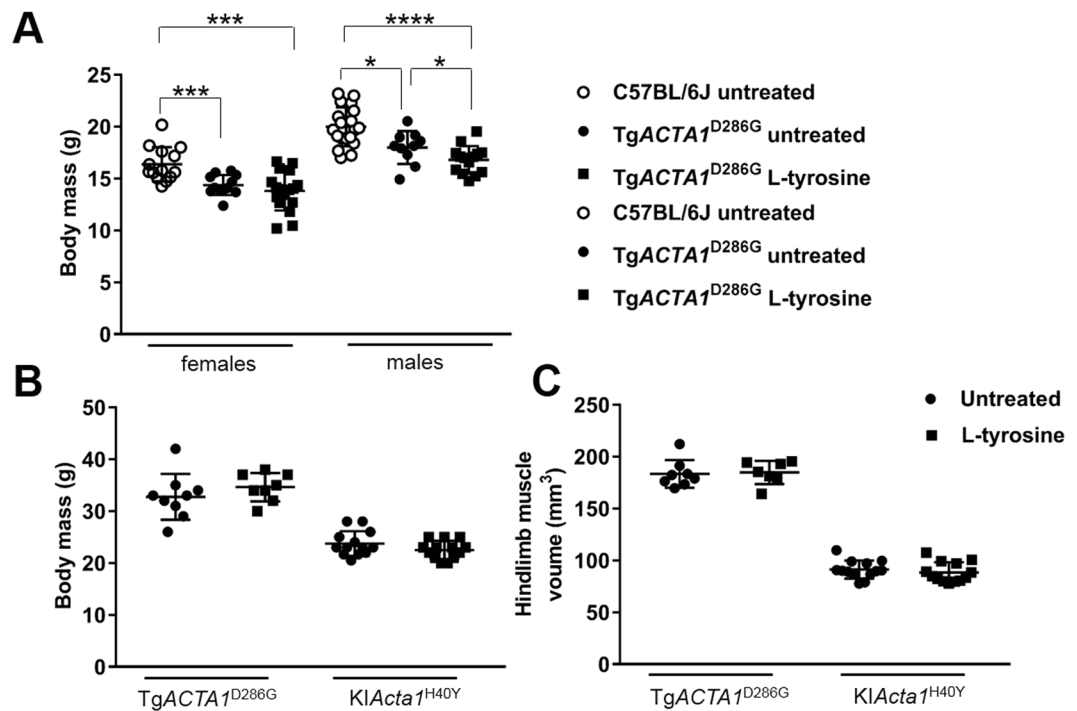 A
***
****
***
*
*
25
20
15
10
5
0
Body mass (g)
females
males
C57BL/6J untreated
TgACTA1D286G untreated
TgACTA1D286G L-tyrosine
C57BL/6J untreated
TgACTA1D286G untreated
TgACTA1D286G L-tyrosine
B
50
40
30
20
10
0
Body mass (g)
TgACTA1D286G
KIActa1H40Y
C
250
200
150
100
50
0
Hindlimb muscle
voume (mm3)
TgACTA1D286G
KIActa1H40Y
Untreated
L-tyrosine